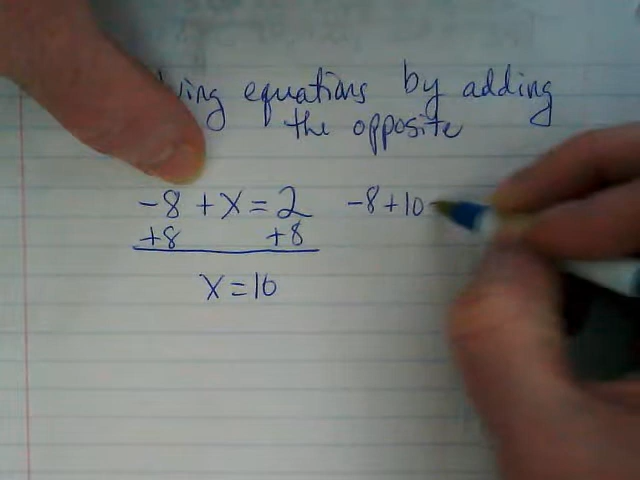 equations by adding
the opposite
-8 + x = 2 -8+10
+8 +8
x = 10